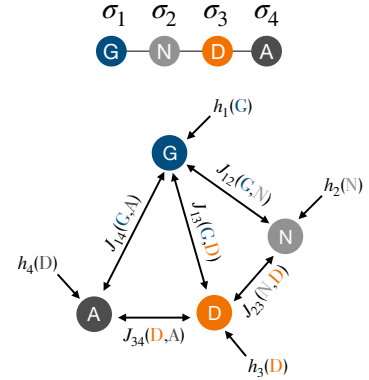 σ₁ σ₂ σ₃ σ₄
G N D A
h₁(G)
G
J₁₂(G,N)
h₂(N)
J₁₄(G,A)
J₁₃(G,D)
N
h₄(D)
J₂₃(N,D)
A
D
J₃₄(D,A)
h₃(D)